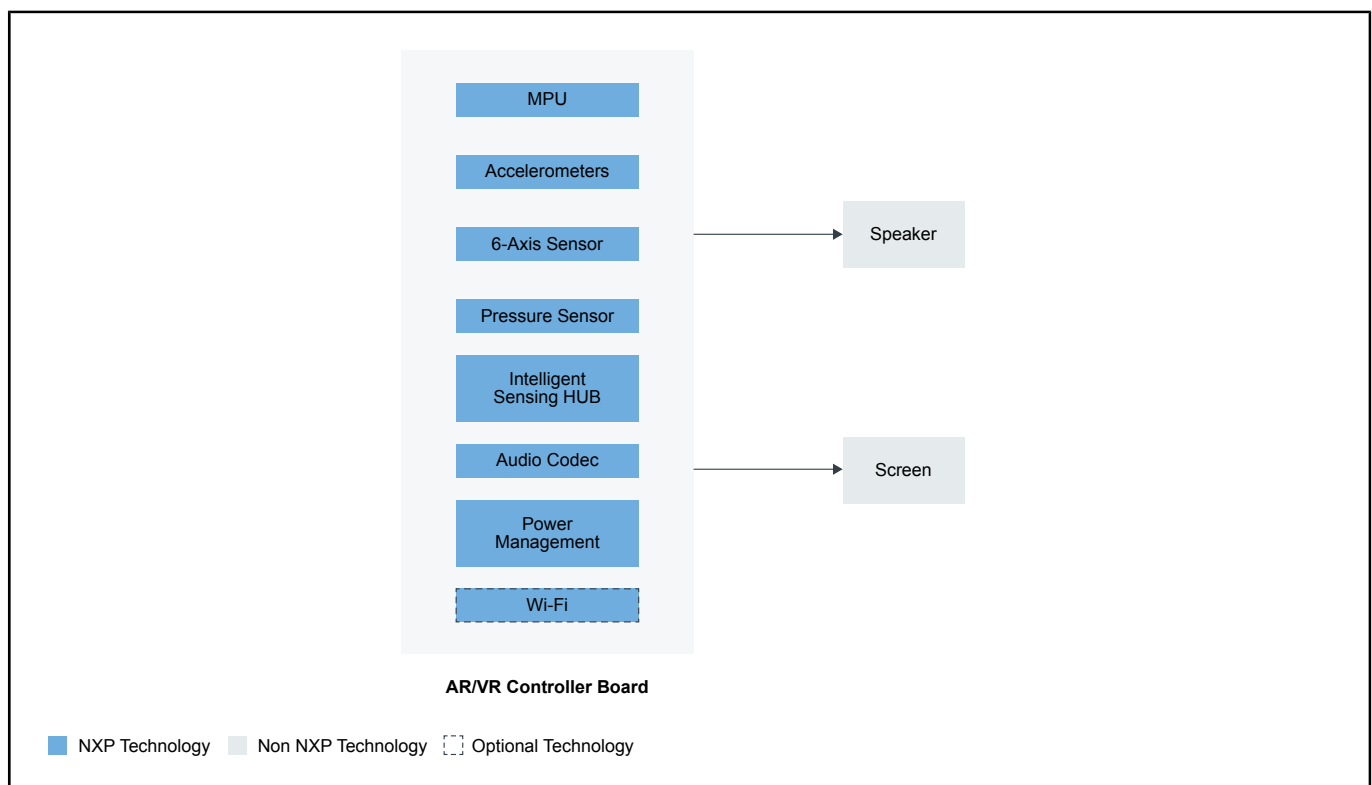 MPU
Accelerometers
6-Axis Sensor
Pressure Sensor
Intelligent
Sensing HUB
Audio Codec
Power
Management
Wi-Fi
AR/VR Controller Board
Speaker
Screen
NXP Technology
Non NXP Technology
Optional Technology